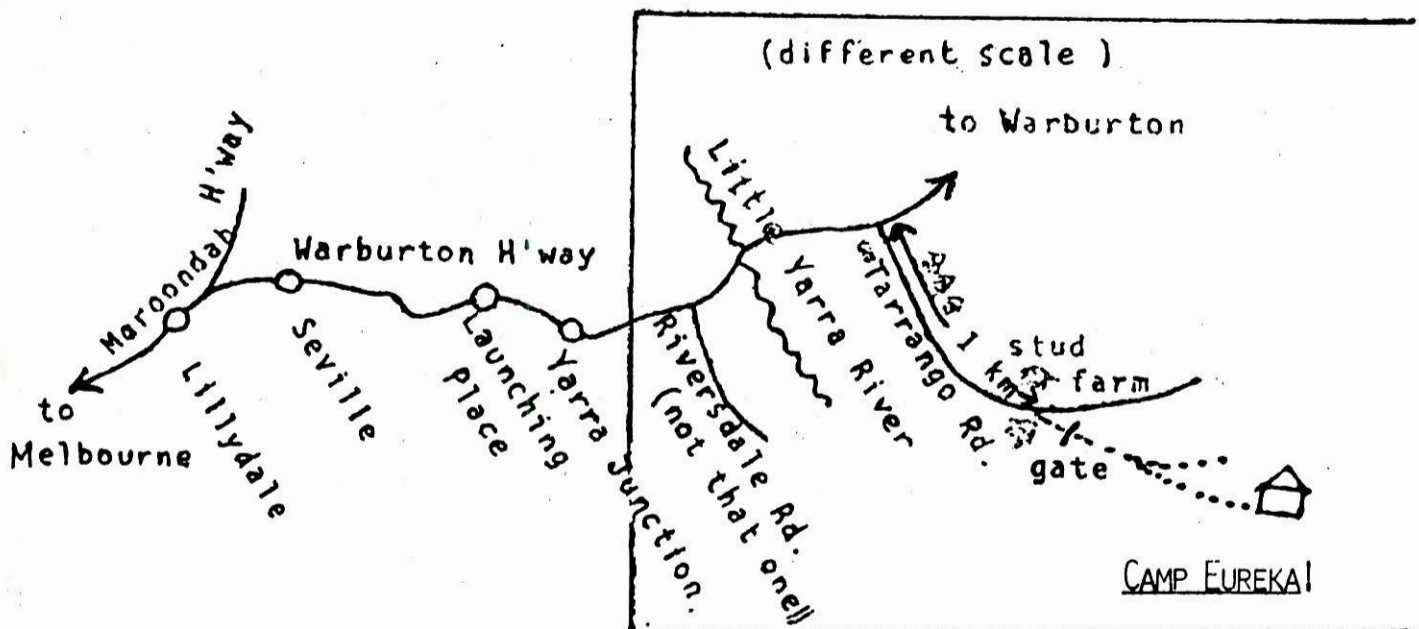 (different scale )
to Warburton
Maroondah H'way
Warburton H'way
Little Yarra River
Tarrango Rd.
1 km
stud
farm
gate
to
Melbourne
Lillydale
Seville
Launching
Place
Yarra Junction.
Riversdale Rd.
(not that one!!)
CAMP EUREKA!